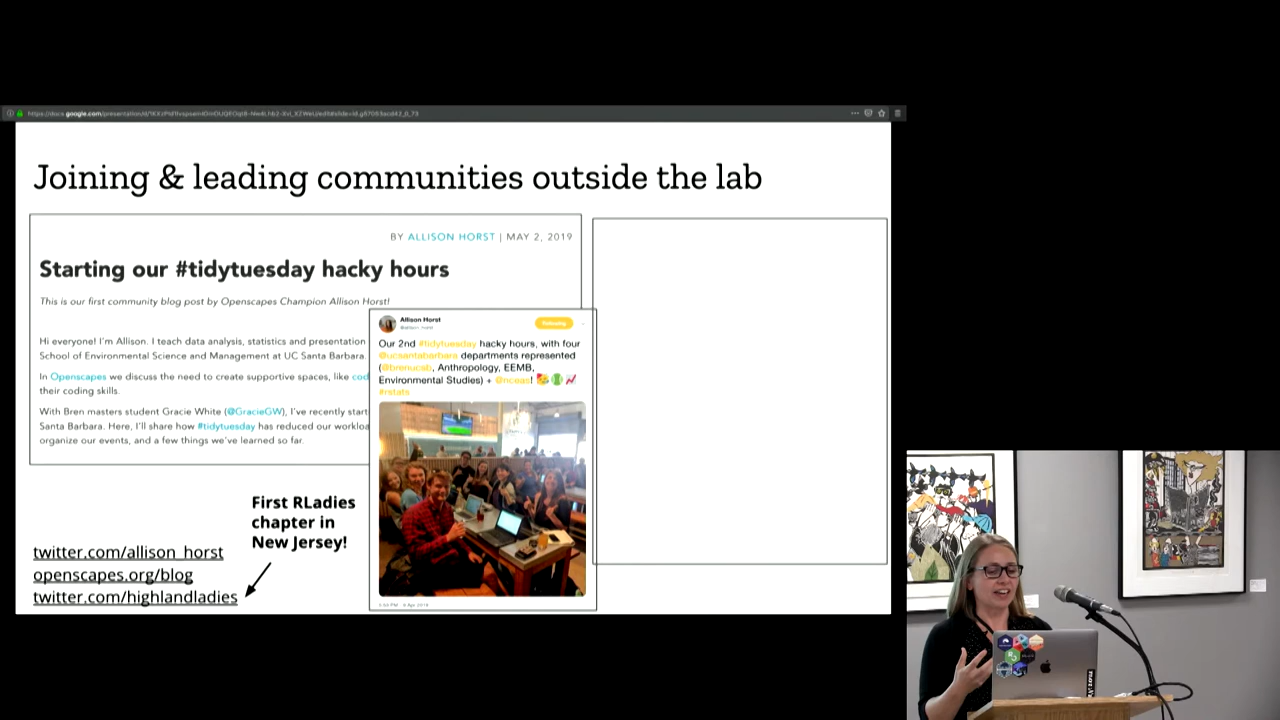 Joining & leading communities outside the lab
BY ALLISON HORST | MAY 2, 2019
Starting our #tidytuesday hacky hours
This is our first community blog post by Openscapes Champion Allison Horst!
Hi everyone! I'm Allison. I teach data analysis, statistics and presentation
School of Environmental Science and Management at UC Santa Barbara.
In Openscapes we discuss the need to create supportive spaces, like cod
their coding skills.
With Bren masters student Gracie White (@GracieGW), I've recently start
Santa Barbara. Here, I'll share how #tidytuesday has reduced our workloa
organize our events, and a few things we've learned so far.
Allison Horst
@allison_horst
Following
Our 2nd #tidytuesday hacky hours, with four
@ucsantabarbara departments represented
(@brenucsb, Anthropology, EEMB,
Environmental Studies) + @nceas!
#rstats
First RLadies
chapter in
New Jersey!
twitter.com/allison_horst
openscapes.org/blog
twitter.com/highlandladies